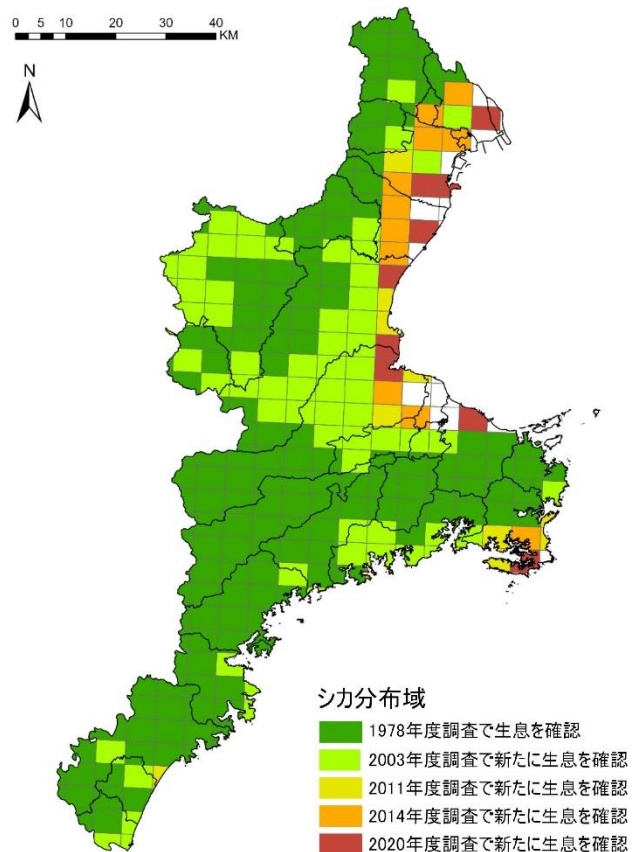 0 5 10 20 30 40
KM
N
シカ分布域
1978年度調査で生息を確認
2003年度調査で新たに生息を確認
2011年度調査で新たに生息を確認
2014年度調査で新たに生息を確認
2020年度調査で新たに生息を確認